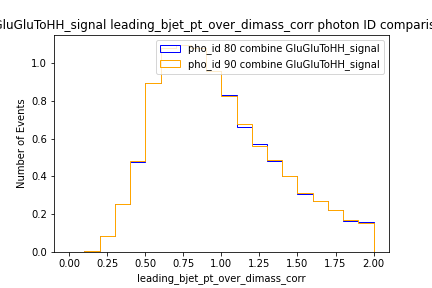 GluGluToHH_signal leading_bjet_pt_over_dimass_corr photon ID comparis
pho_id 80 combine GluGluToHH_signal
pho_id 90 combine GluGluToHH_signal
Number of Events
1.0
0.8
0.6
0.4
0.2
0.0
0.00 0.25 0.50 0.75 1.00 1.25 1.50 1.75 2.00
leading_bjet_pt_over_dimass_corr